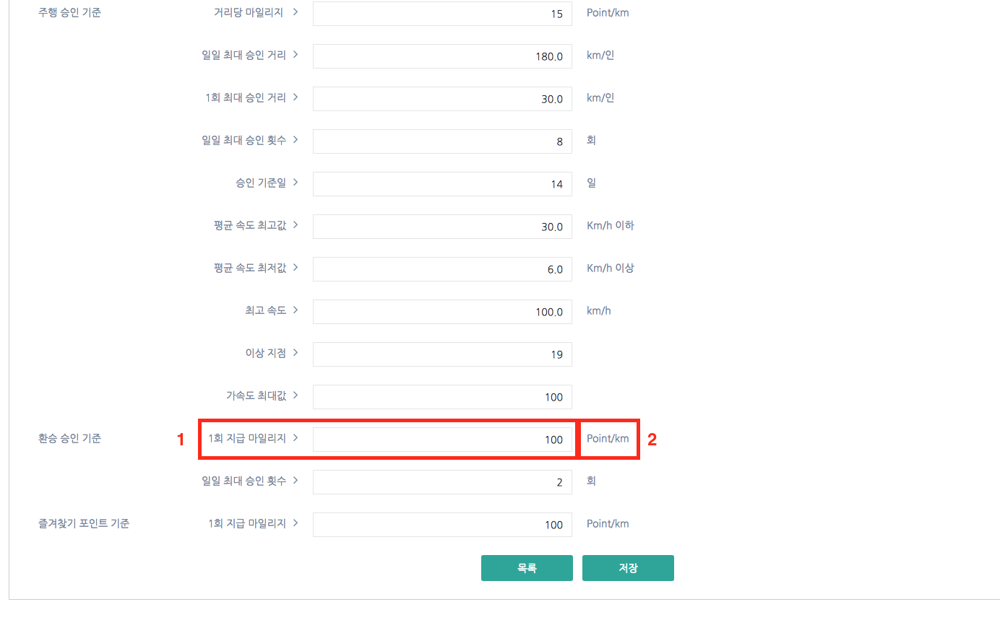 주행 승인 기준 거리당 마일리지 > 15 Point/km
일일 최대 승인 거리 > 180.0 km/인
1회 최대 승인 거리 > 30.0 km/인
일일 최대 승인 횟수 > 8 회
승인 기준일 > 14 일
평균 속도 최고값 > 30.0 Km/h 이하
평균 속도 최저값 > 6.0 Km/h 이상
최고 속도 > 100.0 km/h
이상 지점 > 19
가속도 최대값 > 100
환승 승인 기준 1 1회 지급 마일리지 > 100 Point/km 2
일일 최대 승인 횟수 > 2 회
즐겨찾기 포인트 기준 1회 지급 마일리지 > 100 Point/km
목록 저장